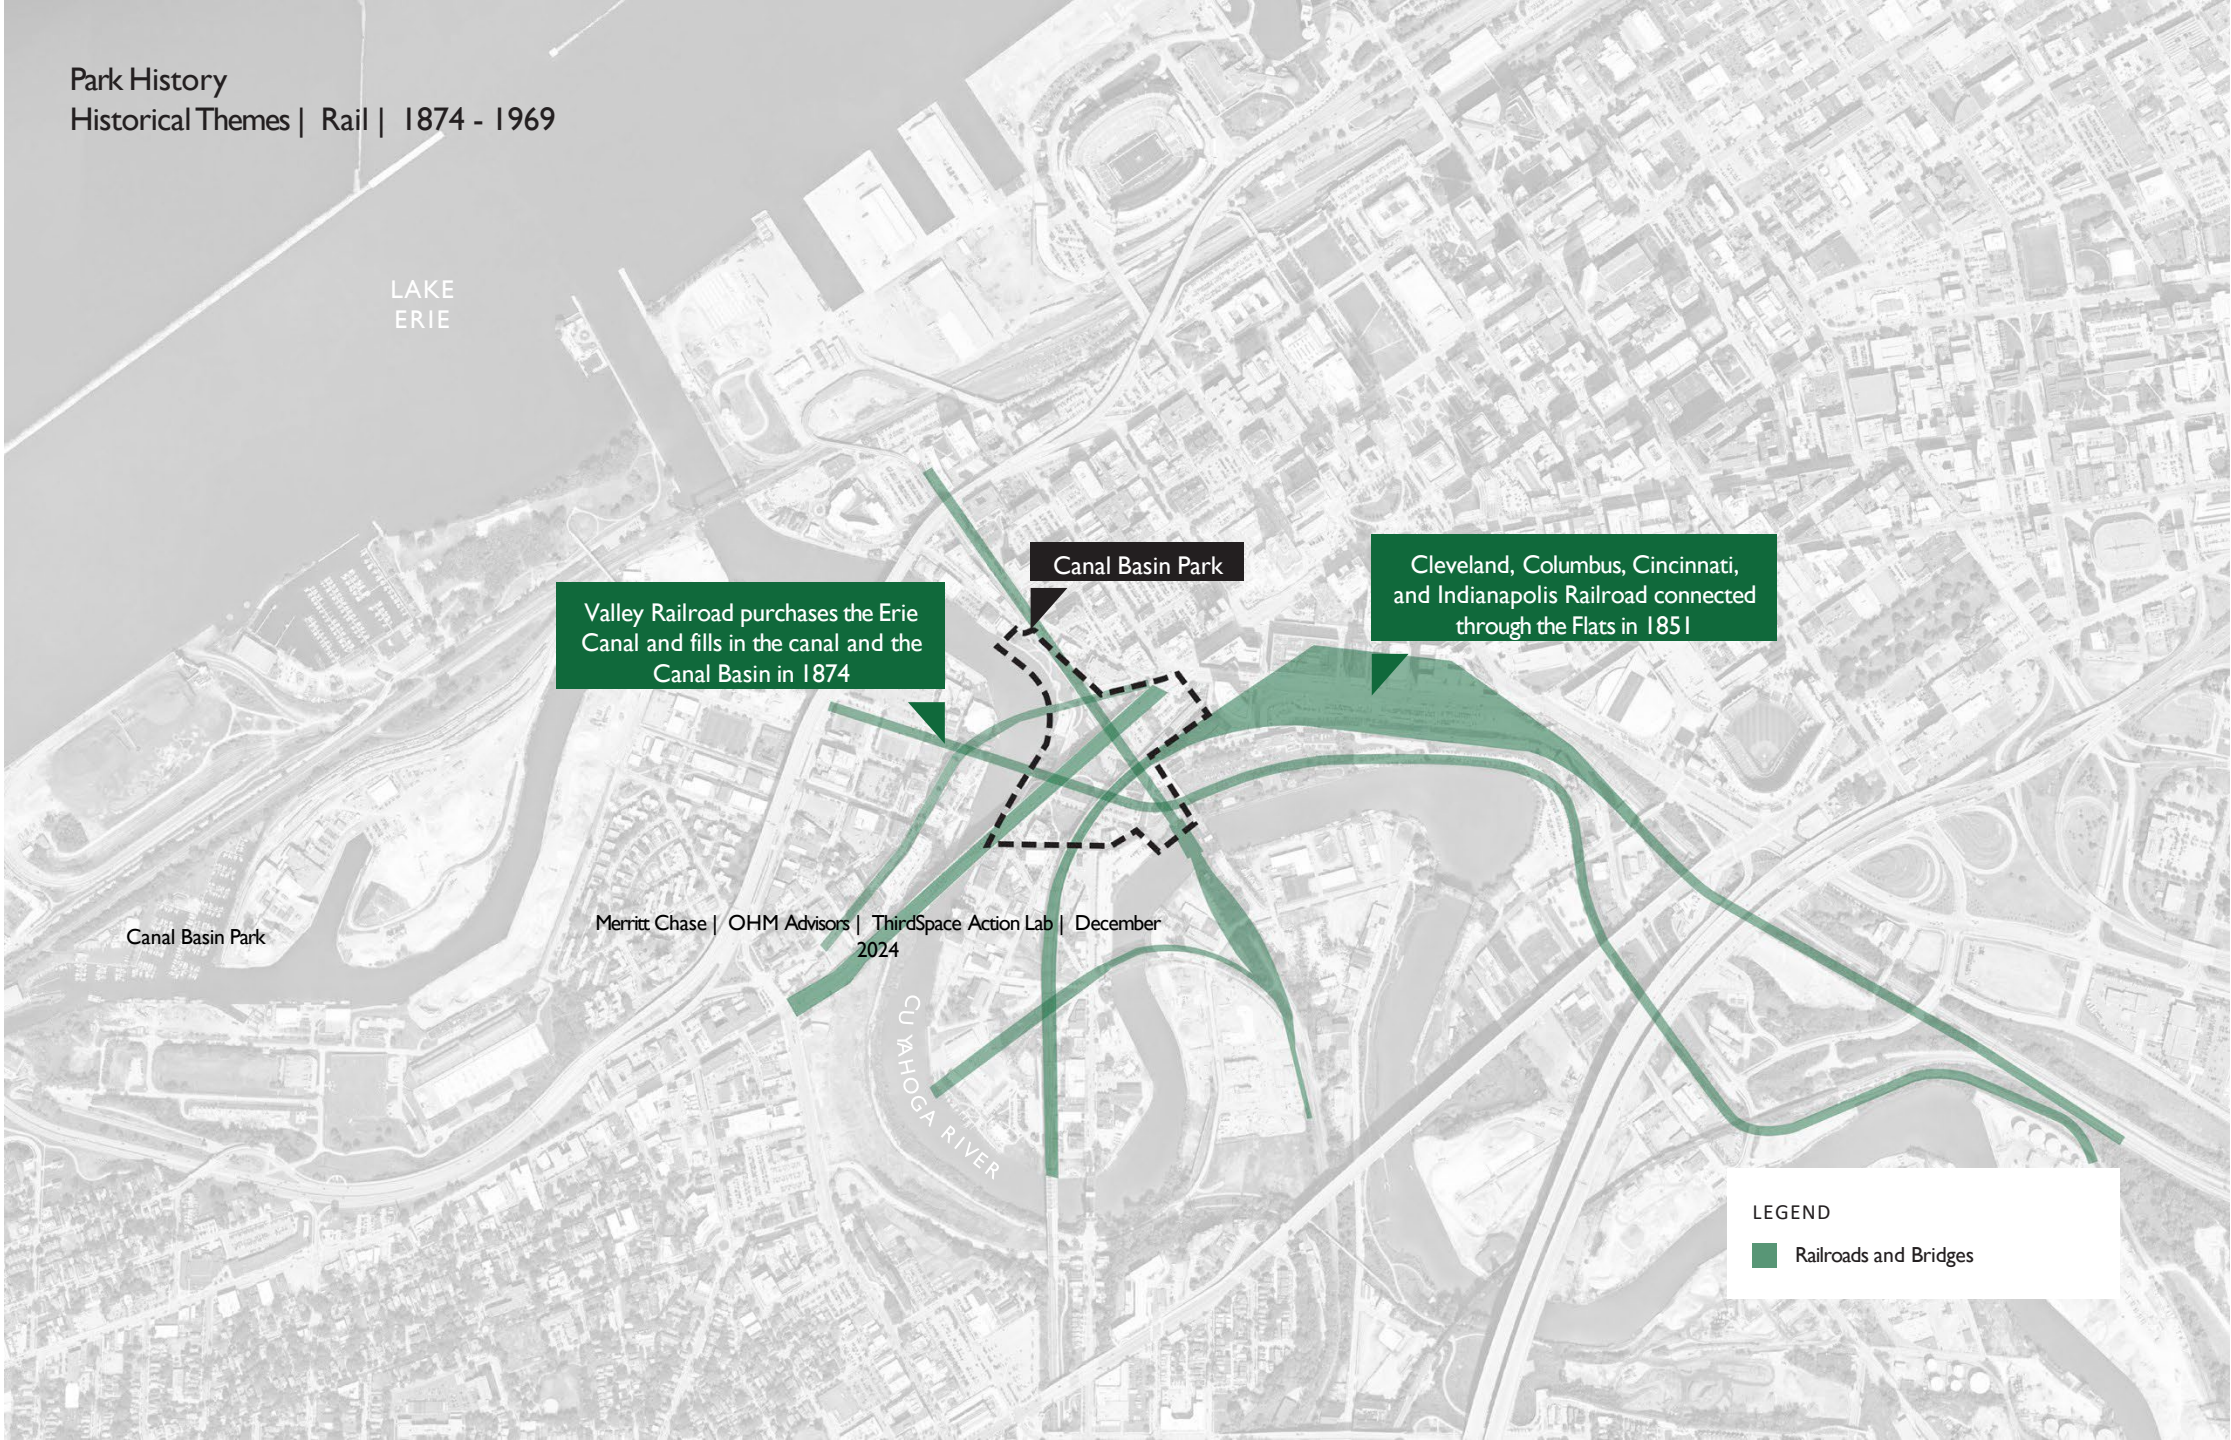 Park History
Historical Themes | Rail | 1874 - 1969
LAKE
ERIE
Canal Basin Park
Cleveland, Columbus, Cincinnati,
and Indianapolis Railroad connected
through the Flats in 1851
Valley Railroad purchases the Erie
Canal and fills in the canal and the
Canal Basin in 1874
Merritt Chase | OHM Advisors | ThirdSpace Action Lab | December
2024
Canal Basin Park
CUYAHOGA RIVER
LEGEND
Railroads and Bridges